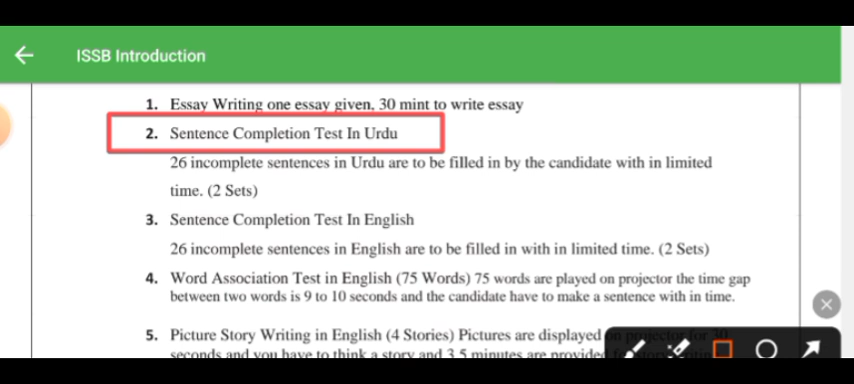 ISSB Introduction
1. Essay Writing one essay given, 30 mint to write essay
2. Sentence Completion Test In Urdu
26 incomplete sentences in Urdu are to be filled in by the candidate with in limited
time. (2 Sets)
3. Sentence Completion Test In English
26 incomplete sentences in English are to be filled in with in limited time. (2 Sets)
4. Word Association Test in English (75 Words) 75 words are played on projector the time gap
between two words is 9 to 10 seconds and the candidate have to make a sentence with in time.
5. Picture Story Writing in English (4 Stories) Pictures are displayed on projector for 30
seconds and you have to think a story and 3.5 minutes are provided